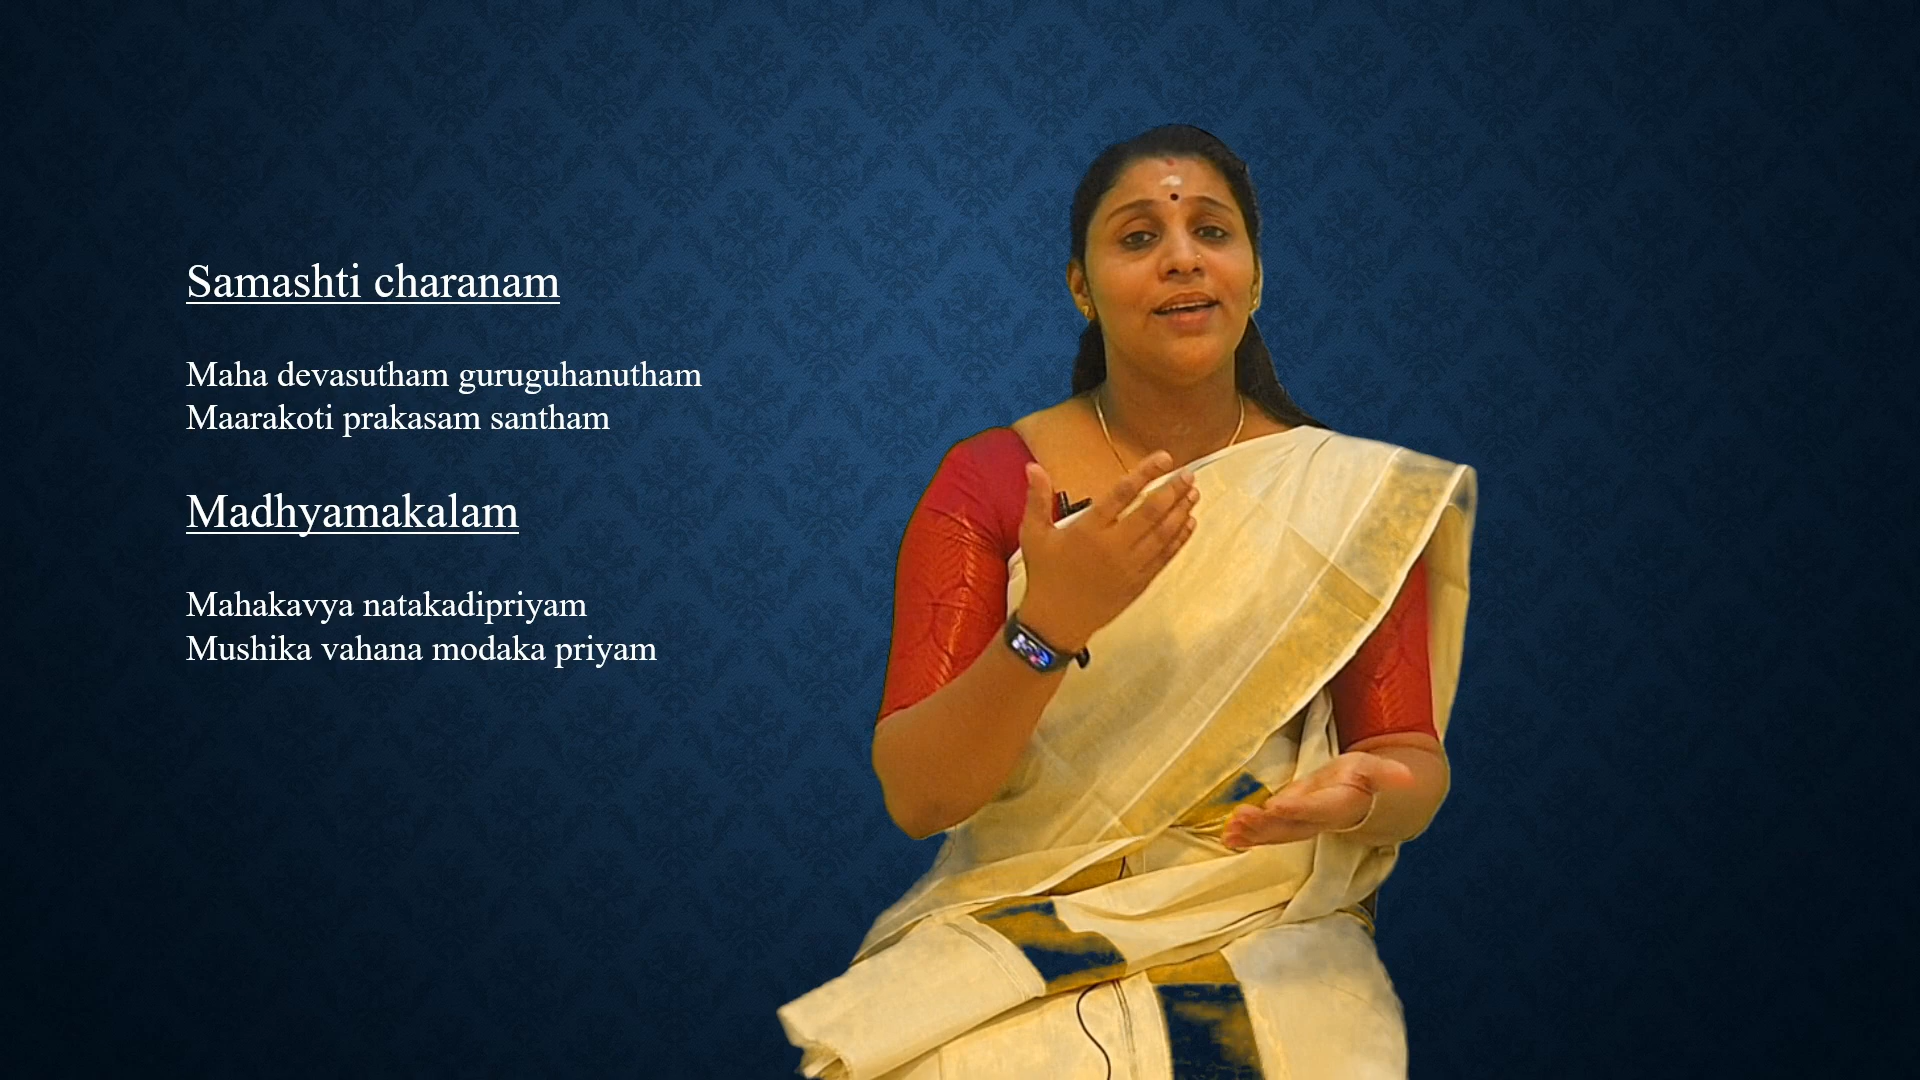 Samashti charanam
Maha devasutham guruguhanutham
Maarakoti prakasam santham
Madhyamakalam
Mahakavya natakadipriyam
Mushika vahana modaka priyam